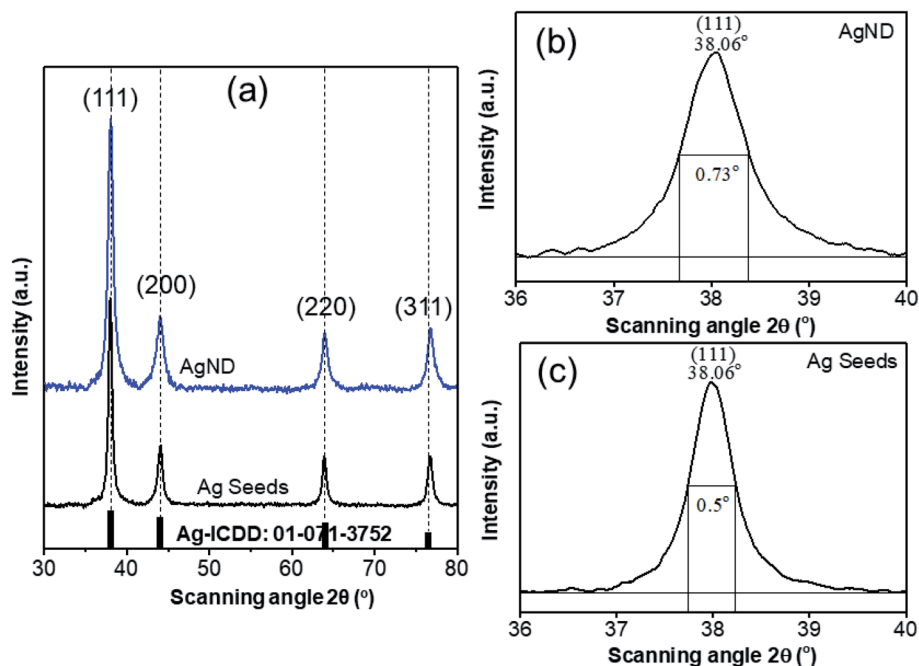 (a)
(111)
(200)
(220)
(311)
AgND
Ag Seeds
Ag-ICDD: 01-071-3752
Intensity (a.u.)
30 40 50 60 70 80
Scanning angle 2θ (°)
(b)
(111)
38.06°
AgND
0.73°
Intensity (a.u.)
36 37 38 39 40
Scanning angle 2θ (°)
(c)
(111)
38.06°
Ag Seeds
0.5°
Intensity (a.u.)
36 37 38 39 40
Scanning angle 2θ (°)